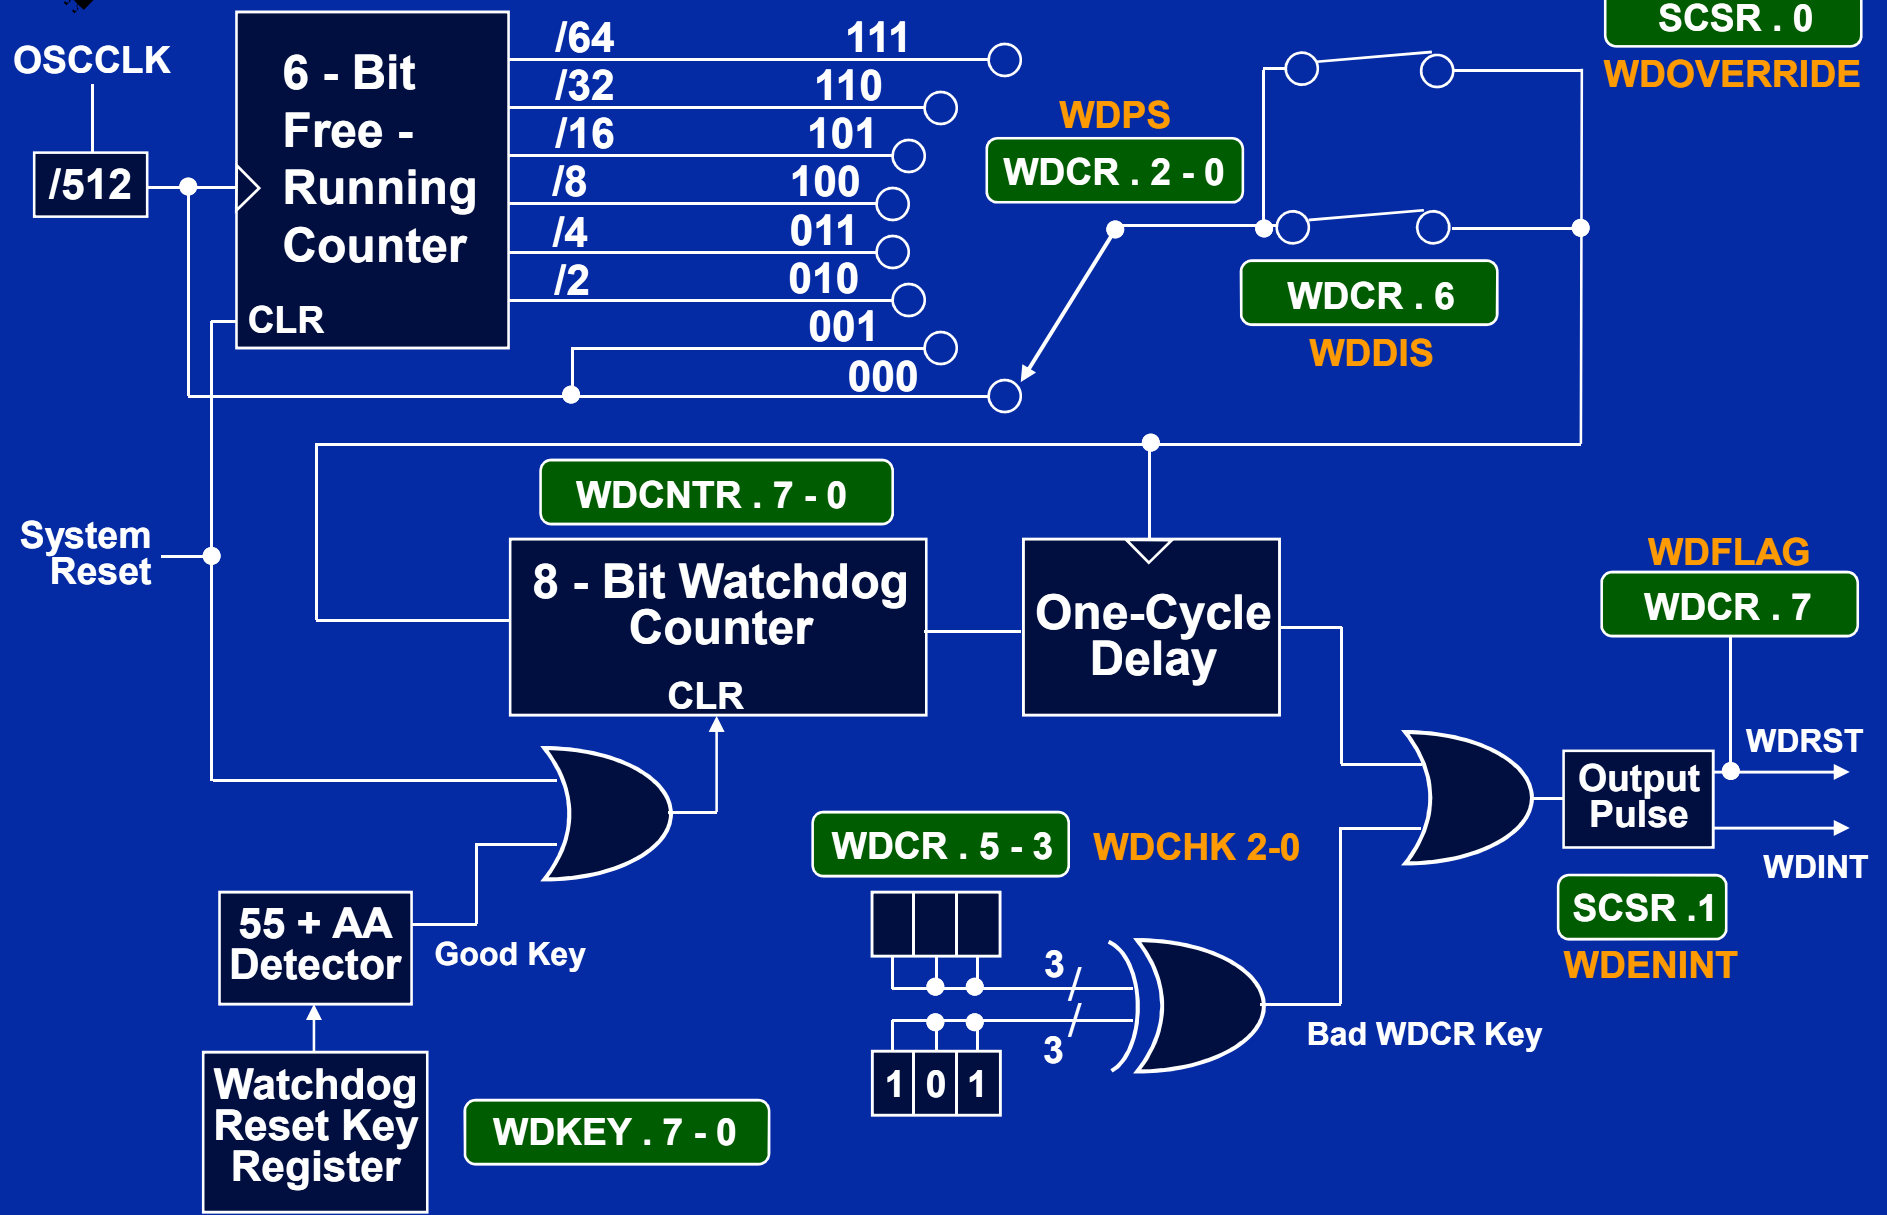 SCSR . 0
WDOVERRIDE
OSCCLK
/512
6 - Bit
Free -
Running
Counter
CLR
/64 111
/32 110
/16 101
/8 100
/4 011
/2 010
001
000
WDPS
WDCR . 2 - 0
WDCR . 6
WDDIS
WDCNTR . 7 - 0
System
Reset
8 - Bit Watchdog
Counter
CLR
One-Cycle
Delay
WDFLAG
WDCR . 7
WDRST
Output
Pulse
WDINT
SCSR .1
WDENINT
WDCR . 5 - 3
WDCHK 2-0
55 + AA
Detector
Good Key
3
3
1 0 1
Bad WDCR Key
Watchdog
Reset Key
Register
WDKEY . 7 - 0